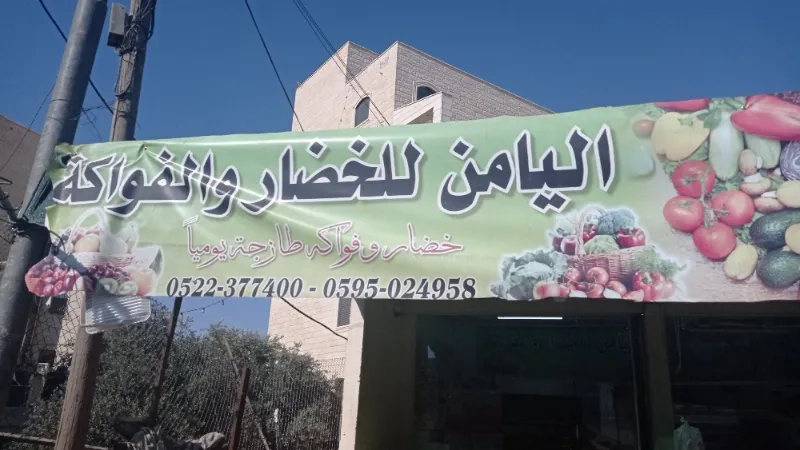 اليامن للخضار والفواكة
خضار وفواكه طازجة يومياً
0522-377400 - 0595-024958